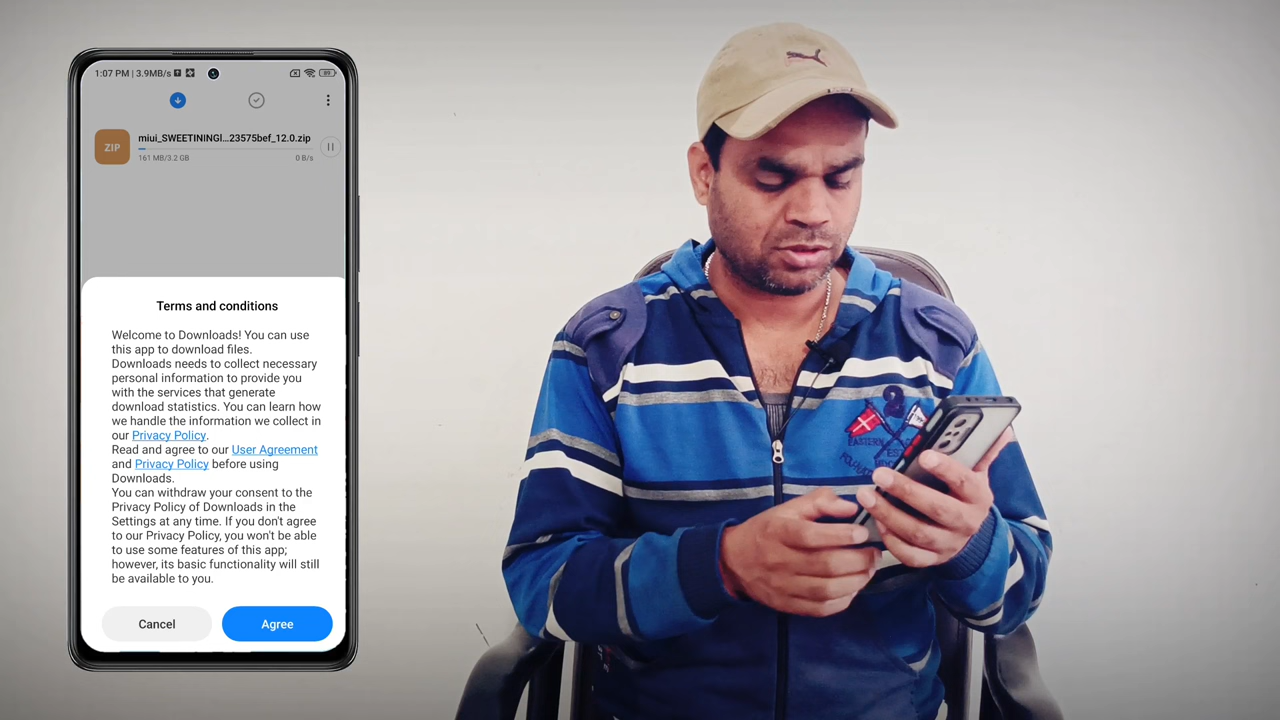 1:07 PM | 3.9MB/s
89
miui_SWEETININGl...23575bef_12.0.zip
ZIP
161 MB/3.2 GB
0 B/s
Terms and conditions
Welcome to Downloads! You can use
this app to download files.
Downloads needs to collect necessary
personal information to provide you
with the services that generate
download statistics. You can learn how
we handle the information we collect in
our Privacy Policy.
Read and agree to our User Agreement
and Privacy Policy before using
Downloads.
You can withdraw your consent to the
Privacy Policy of Downloads in the
Settings at any time. If you don't agree
to our Privacy Policy, you won't be able
to use some features of this app;
however, its basic functionality will still
be available to you.
Cancel
Agree
2